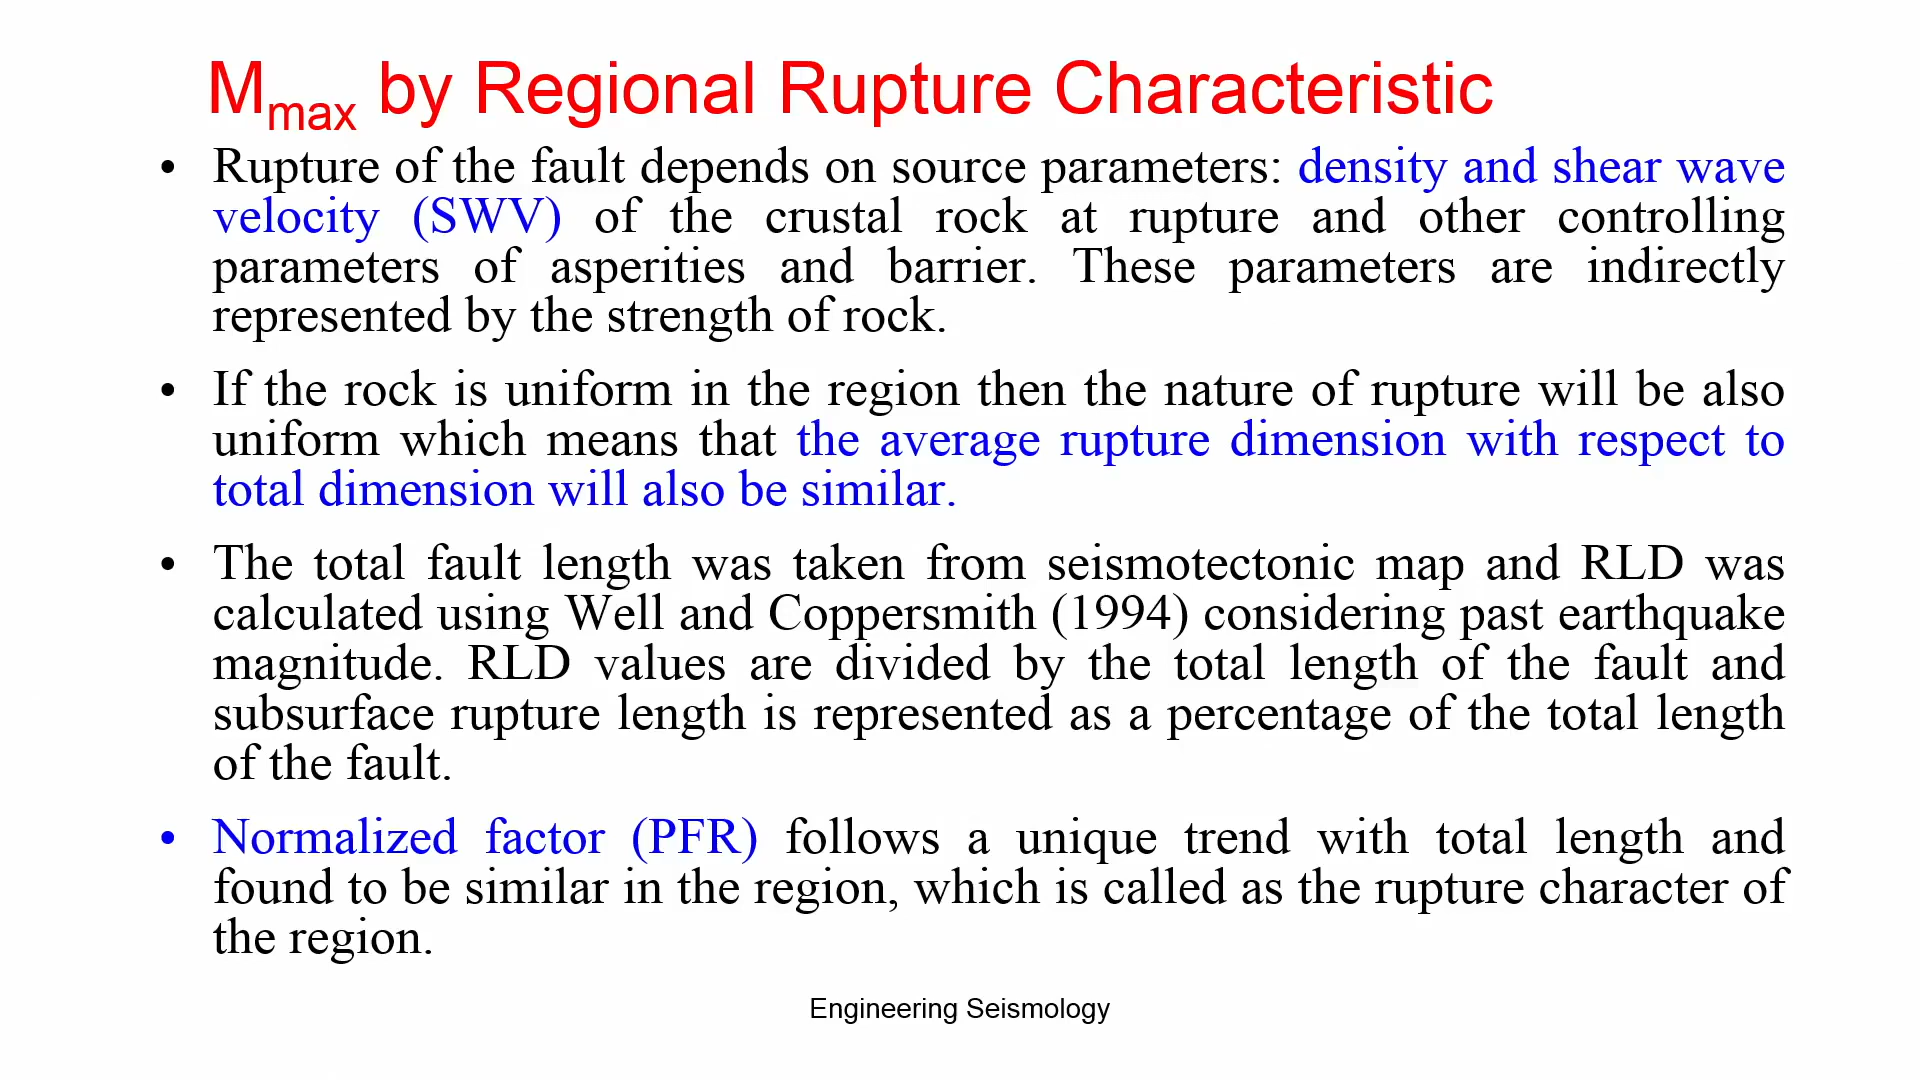 Mmax by Regional Rupture Characteristic
• Rupture of the fault depends on source parameters: density and shear wave
velocity (SWV) of the crustal rock at rupture and other controlling
parameters of asperities and barrier. These parameters are indirectly
represented by the strength of rock.
• If the rock is uniform in the region then the nature of rupture will be also
uniform which means that the average rupture dimension with respect to
total dimension will also be similar.
• The total fault length was taken from seismotectonic map and RLD was
calculated using Well and Coppersmith (1994) considering past earthquake
magnitude. RLD values are divided by the total length of the fault and
subsurface rupture length is represented as a percentage of the total length
of the fault.
• Normalized factor (PFR) follows a unique trend with total length and
found to be similar in the region, which is called as the rupture character of
the region.
Engineering Seismology